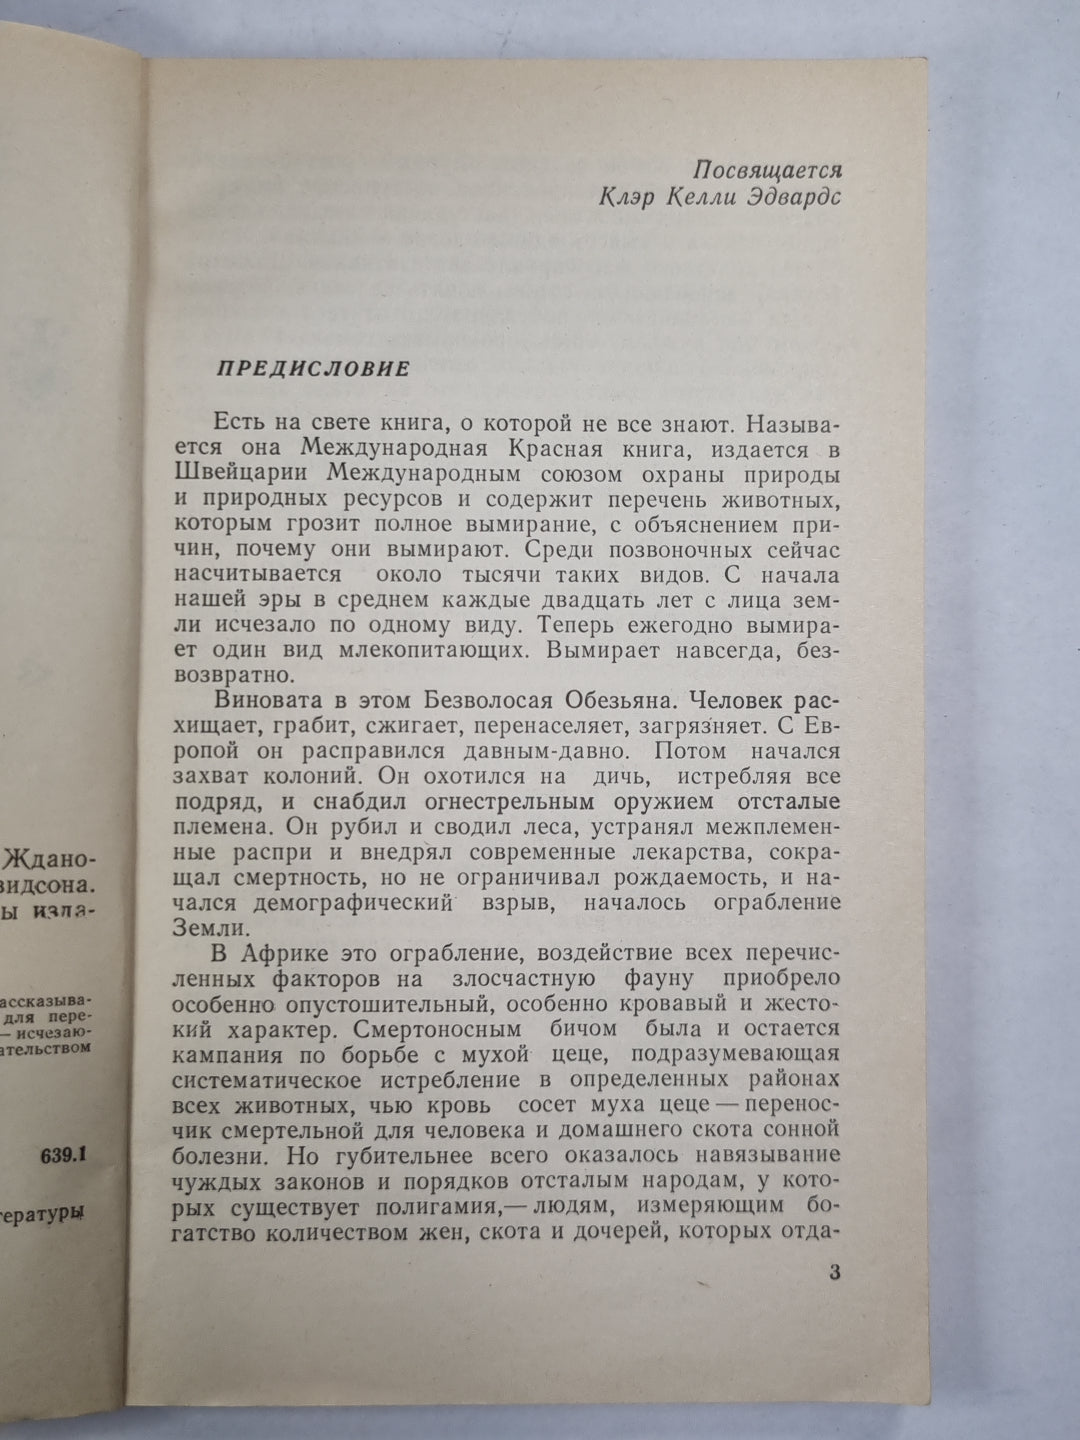 Посвящается
Клэр Келли Эдвардс
ПРЕДИСЛОВИЕ
Есть на свете книга, о которой не все знают. Называ-
ется она Международная Красная книга, издается в
Швейцарии Международным союзом охраны природы
и природных ресурсов и содержит перечень животных,
которым грозит полное вымирание, с объяснением при-
чин, почему они вымирают. Среди позвоночных сейчас
насчитывается около тысячи таких видов. С начала
нашей эры в среднем каждые двадцать лет с лица зем-
ли исчезало по одному виду. Теперь ежегодно вымира-
ет один вид млекопитающих. Вымирает навсегда, без-
возвратно.
Виновата в этом Безволосая Обезьяна. Человек рас-
хищает, грабит, сжигает, перенаселяет, загрязняет. С Ев-
ропой он расправился давным-давно. Потом начался
захват колоний. Он охотился на дичь, истребляя все
подряд, и снабдил огнестрельным оружием отсталые
племена. Он рубил и сводил леса, устранял межплемен-
ные распри и внедрял современные лекарства, сокра-
щал смертность, но не ограничивал рождаемость, и на-
чался демографический взрыв, началось ограбление
Земли.
В Африке это ограбление, воздействие всех перечис-
ленных факторов на злосчастную фауну приобрело
особенно опустошительный, особенно кровавый и жесто-
кий характер. Смертоносным бичом была и остается
кампания по борьбе с мухой цеце, подразумевающая
систематическое истребление в определенных районах
всех животных, чью кровь сосет муха цеце — перенос-
чик смертельной для человека и домашнего скота сонной
болезни. Но губительнее всего оказалось навязывание
чуждых законов и порядков отсталым народам, у кото-
рых существует полигамия,— людям, измеряющим бо-
гатство количеством жен, скота и дочерей, которых отда-
3
Ждано-
видсона.
ы изла-
ассказыва-
для пере-
— исчезаю-
ательством
639.1
тературы